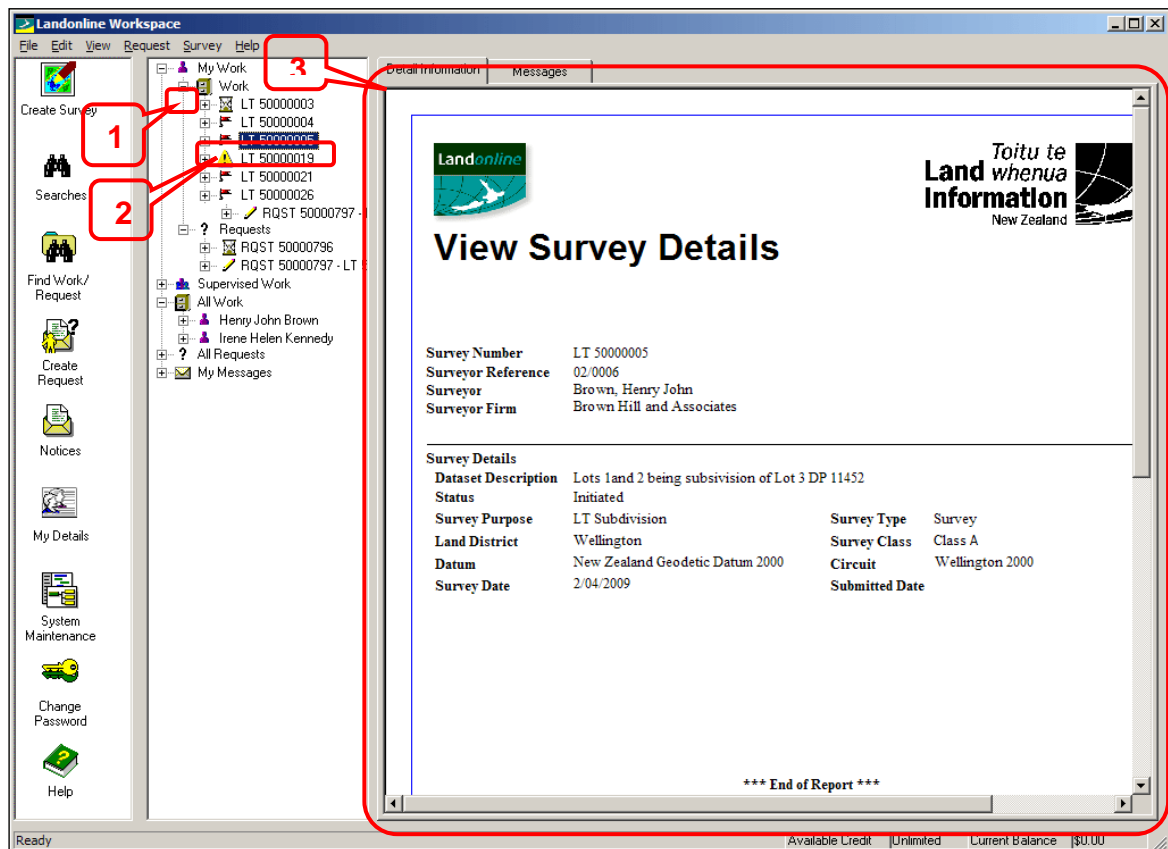 Landonline Workspace
File Edit View Request Survey Help
Create Survey
Searches
Find Work/
Request
Create
Request
Notices
My Details
System
Maintenance
Change
Password
Help
My Work
Work
LT 50000003
LT 50000004
LT 50000005
LT 50000019
LT 50000021
LT 50000026
RQST 50000797 -
? Requests
RQST 50000796
RQST 50000797 - LT
Supervised Work
All Work
Henry John Brown
Irene Helen Kennedy
? All Requests
My Messages
1
2
3
Detail Information Messages
Landonline
Toitu te
Land whenua
Information
New Zealand
View Survey Details
Survey Number LT 50000005
Surveyor Reference 02/0006
Surveyor Brown, Henry John
Surveyor Firm Brown Hill and Associates
Survey Details
Dataset Description Lots 1and 2 being subsivision of Lot 3 DP 11452
Status Initiated
Survey Purpose LT Subdivision Survey Type Survey
Land District Wellington Survey Class Class A
Datum New Zealand Geodetic Datum 2000 Circuit Wellington 2000
Survey Date 2/04/2009 Submitted Date
*** End of Report ***
Ready Available Credit Unlimited Current Balance $0.00